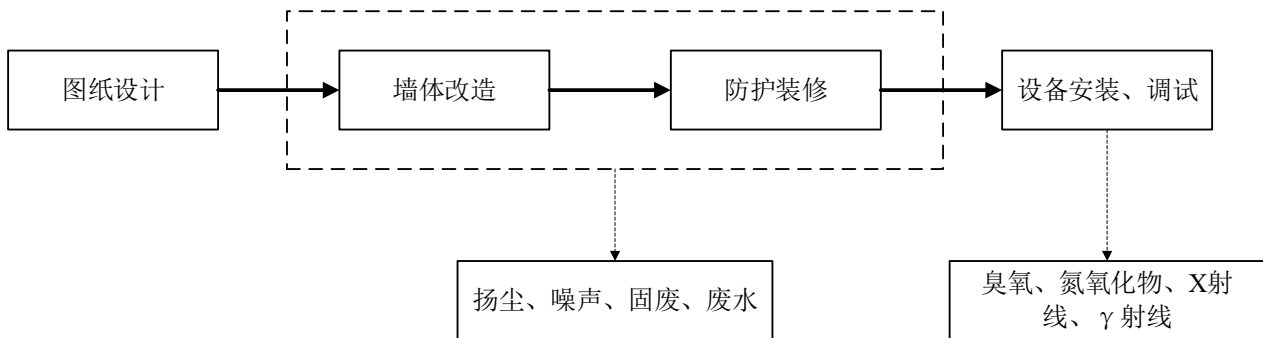 图纸设计
墙体改造
防护装修
设备安装、调试
扬尘、噪声、固废、废水
臭氧、氮氧化物、X射
线、γ射线